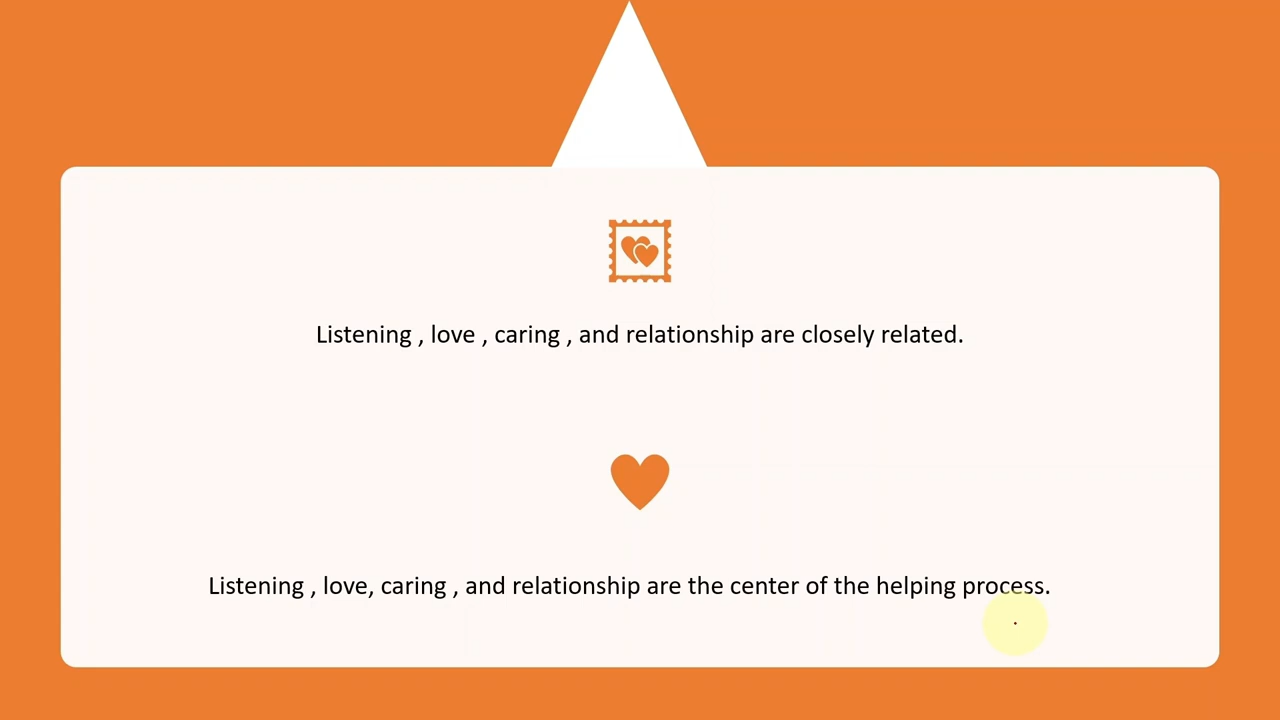 Listening , love , caring , and relationship are closely related.
Listening , love, caring , and relationship are the center of the helping process.